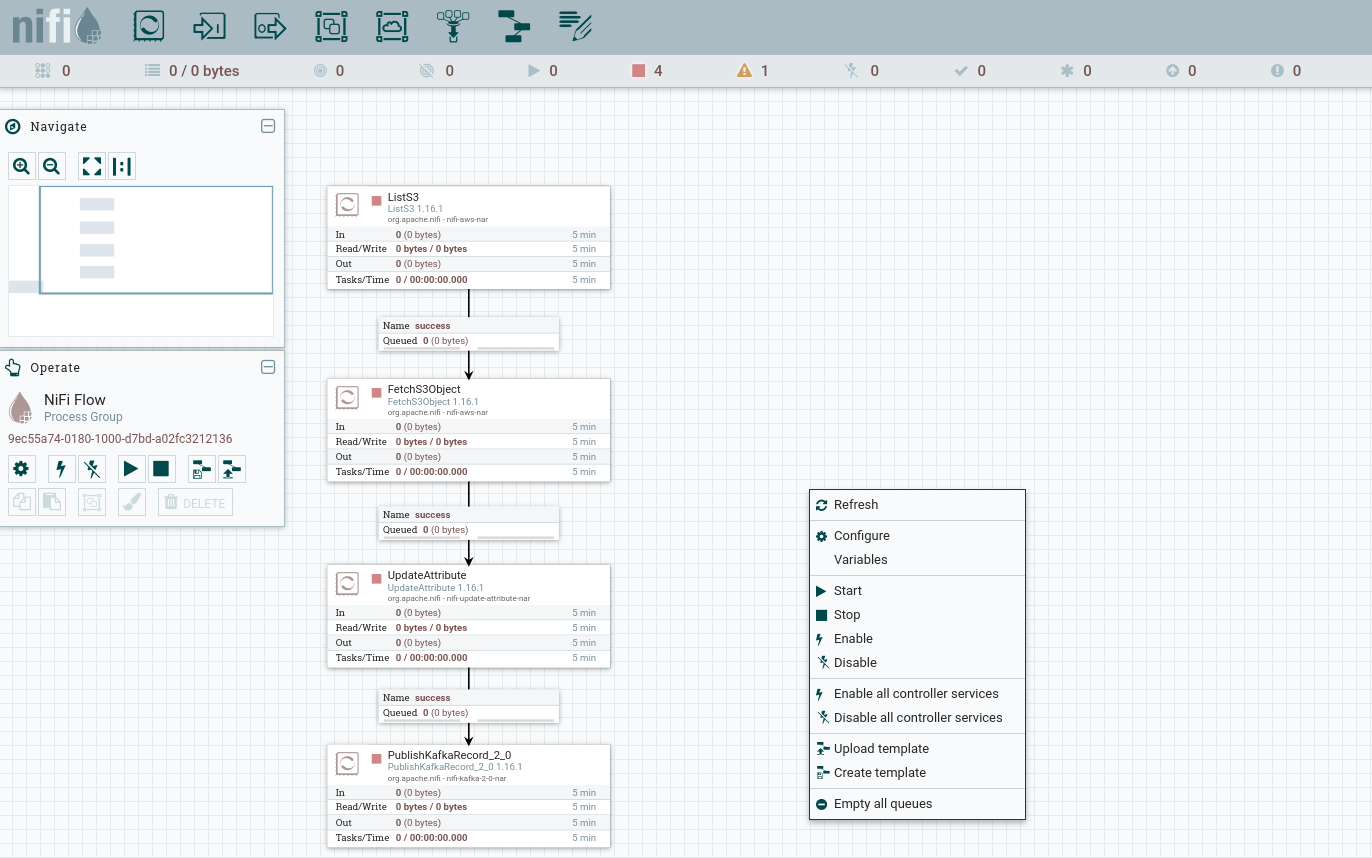 nifi
0 0 / 0 bytes 0 0 0 4 1 0 0 0 0 0
Navigate
Operate
NiFi Flow
Process Group
9ec55a74-0180-1000-d7bd-a02fc3212136
DELETE
ListS3
ListS3 1.16.1
org.apache.nifi - nifi-aws-nar
In 0 (0 bytes) 5 min
Read/Write 0 bytes / 0 bytes 5 min
Out 0 (0 bytes) 5 min
Tasks/Time 0 / 00:00:00.000 5 min
Name success
Queued 0 (0 bytes)
FetchS3Object
FetchS3Object 1.16.1
org.apache.nifi - nifi-aws-nar
In 0 (0 bytes) 5 min
Read/Write 0 bytes / 0 bytes 5 min
Out 0 (0 bytes) 5 min
Tasks/Time 0 / 00:00:00.000 5 min
Name success
Queued 0 (0 bytes)
UpdateAttribute
UpdateAttribute 1.16.1
org.apache.nifi - nifi-update-attribute-nar
In 0 (0 bytes) 5 min
Read/Write 0 bytes / 0 bytes 5 min
Out 0 (0 bytes) 5 min
Tasks/Time 0 / 00:00:00.000 5 min
Name success
Queued 0 (0 bytes)
PublishKafkaRecord_2_0
PublishKafkaRecord_2_0 1.16.1
org.apache.nifi - nifi-kafka-2-0-nar
In 0 (0 bytes) 5 min
Read/Write 0 bytes / 0 bytes 5 min
Out 0 (0 bytes) 5 min
Tasks/Time 0 / 00:00:00.000 5 min
Refresh
Configure
Variables
Start
Stop
Enable
Disable
Enable all controller services
Disable all controller services
Upload template
Create template
Empty all queues